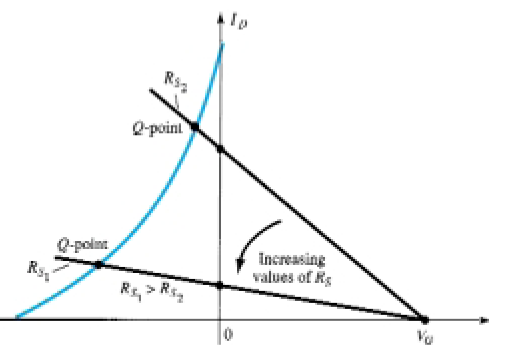 I_D
R_S₂
Q-point
Q-point
R_S₁
R_S₁ > R_S₂
Increasing
values of R_S
0
V_G